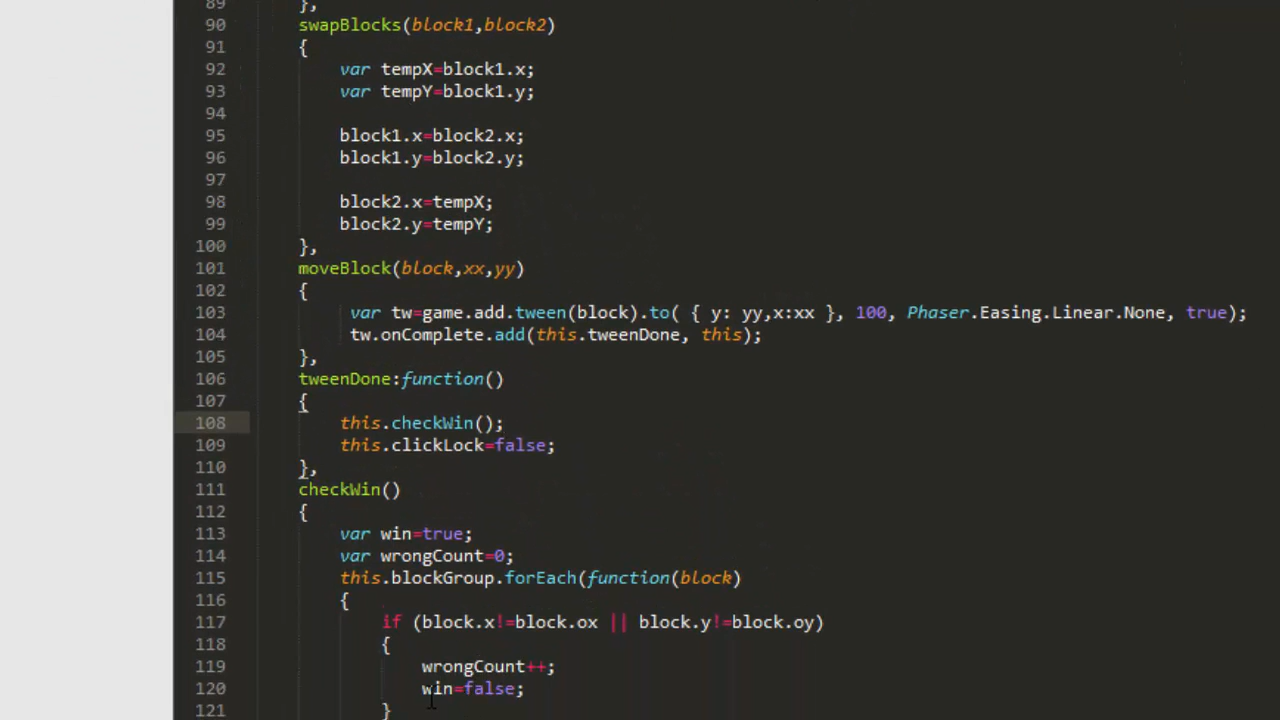 89 },
90 swapBlocks(block1,block2)
91 {
92 var tempX=block1.x;
93 var tempY=block1.y;
94
95 block1.x=block2.x;
96 block1.y=block2.y;
97
98 block2.x=tempX;
99 block2.y=tempY;
100 },
101 moveBlock(block,xx,yy)
102 {
103 var tw=game.add.tween(block).to( { y: yy,x:xx }, 100, Phaser.Easing.Linear.None, true);
104 tw.onComplete.add(this.tweenDone, this);
105 },
106 tweenDone:function()
107 {
108 this.checkWin();
109 this.clickLock=false;
110 },
111 checkWin()
112 {
113 var win=true;
114 var wrongCount=0;
115 this.blockGroup.forEach(function(block)
116 {
117 if (block.x!=block.ox || block.y!=block.oy)
118 {
119 wrongCount++;
120 win=false;
121 }